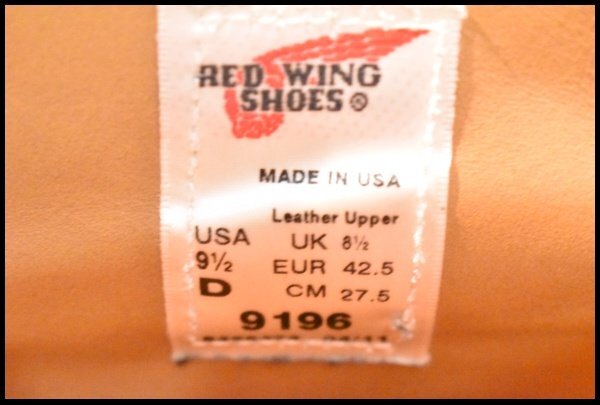 RED WING
SHOES ®
MADE IN USA
Leather Upper
USA UK 8½
9½ EUR 42.5
D CM 27.5
9196